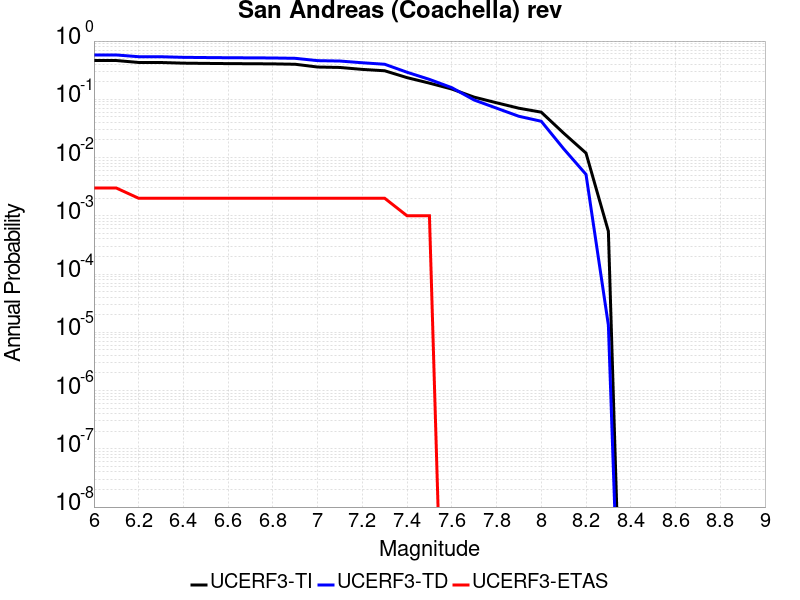 San Andreas (Coachella) rev
10^0
10^-1
10^-2
10^-3
10^-4
10^-5
10^-6
10^-7
10^-8
Annual Probability
6 6.2 6.4 6.6 6.8 7 7.2 7.4 7.6 7.8 8 8.2 8.4 8.6 8.8 9
Magnitude
UCERF3-TI UCERF3-TD UCERF3-ETAS